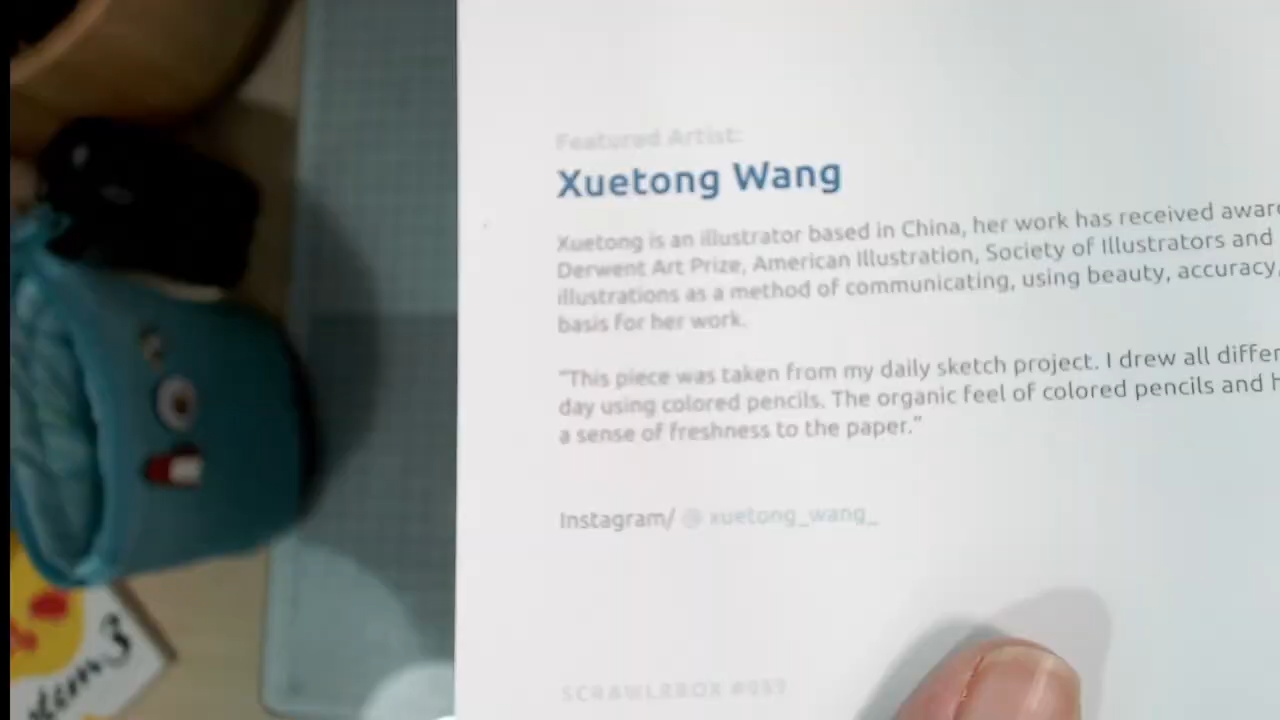 Featured Artist:
Xuetong Wang
Xuetong is an illustrator based in China, her work has received
Derwent Art Prize, American Illustration, Society of Illustrators and
illustrations as a method of communicating, using beauty, accuracy,
basis for her work.
"This piece was taken from my daily sketch project. I drew all
day using colored pencils. The organic feel of colored pencils and
a sense of freshness to the paper."
Instagram/ @xuetong_wang_
SCRAWLRBOX